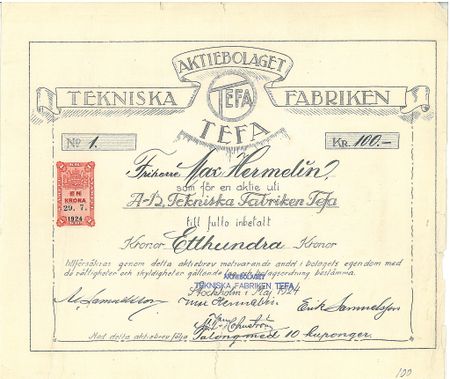 AKTIEBOLAGET
TEKNISKA TEFA FABRIKEN
TEFA
No 1. Kr. 100.-
Friherre Max Hermelin
som för en aktie uti
A-B. Tekniska Fabriken Tefa
till fullo inbetalt
EN
KRONA
29. 7.
1924
Kronor Etthundra Kronor
tillförsäkras genom detta aktiebrev motsvarande andel i bolagets egendom med
de rättigheter och skyldigheter gällande lag och bolagsordning bestämma.
AKTIEBOLAGET
TEKNISKA FABRIKEN TEFA
Stockholm i Maj 1924
Erik Samuelsson
Med detta aktiebrev följa Talong med 10 kuponger.
100